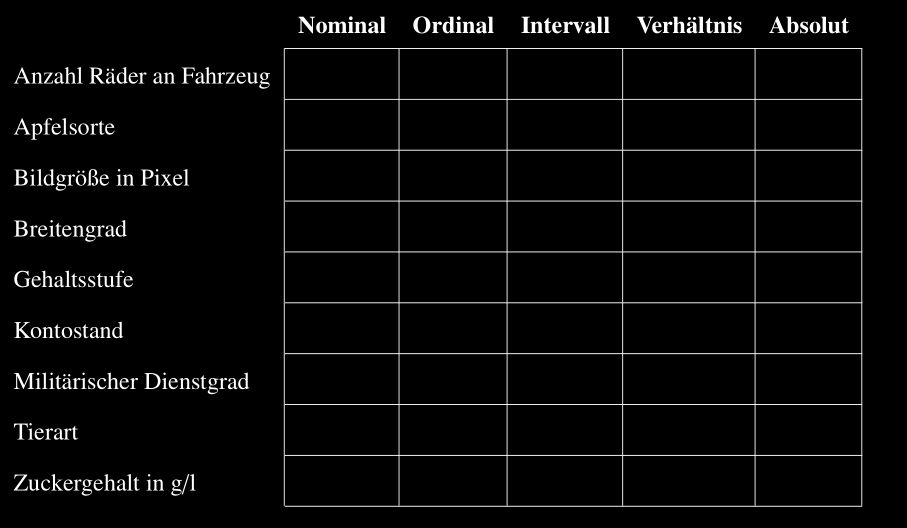 Nominal Ordinal Intervall Verhältnis Absolut
Anzahl Räder an Fahrzeug
Apfelsorte
Bildgröße in Pixel
Breitengrad
Gehaltsstufe
Kontostand
Militärischer Dienstgrad
Tierart
Zuckergehalt in g/l